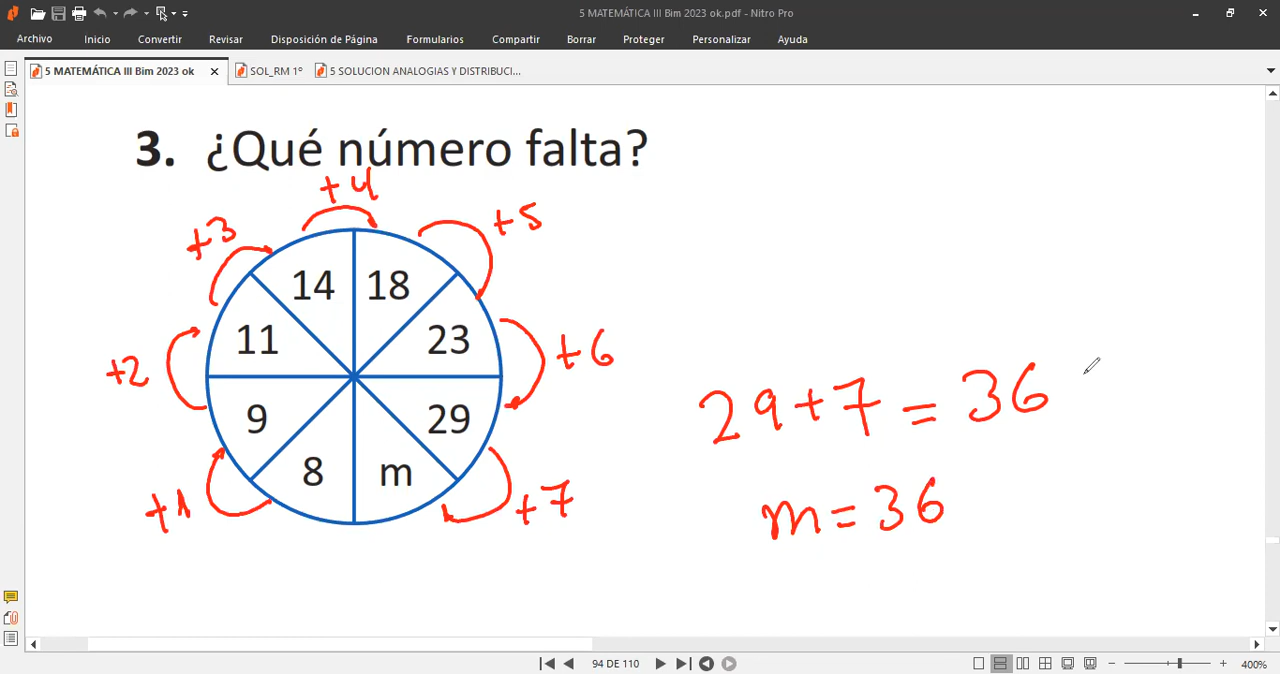 5 MATEMÁTICA III Bim 2023 ok.pdf - Nitro Pro
Archivo Inicio Convertir Revisar Disposición de Página Formularios Compartir Borrar Proteger Personalizar Ayuda
5 MATEMÁTICA III Bim 2023 ok SOL_RM 1º 5 SOLUCION ANALOGIAS Y DISTRIBUCI...
3. ¿Qué número falta?
+4
+3 +5
14 18
11 23
+2 +6
9 29
8 m
+1 +7
29+7=36
m=36
94 DE 110
400%